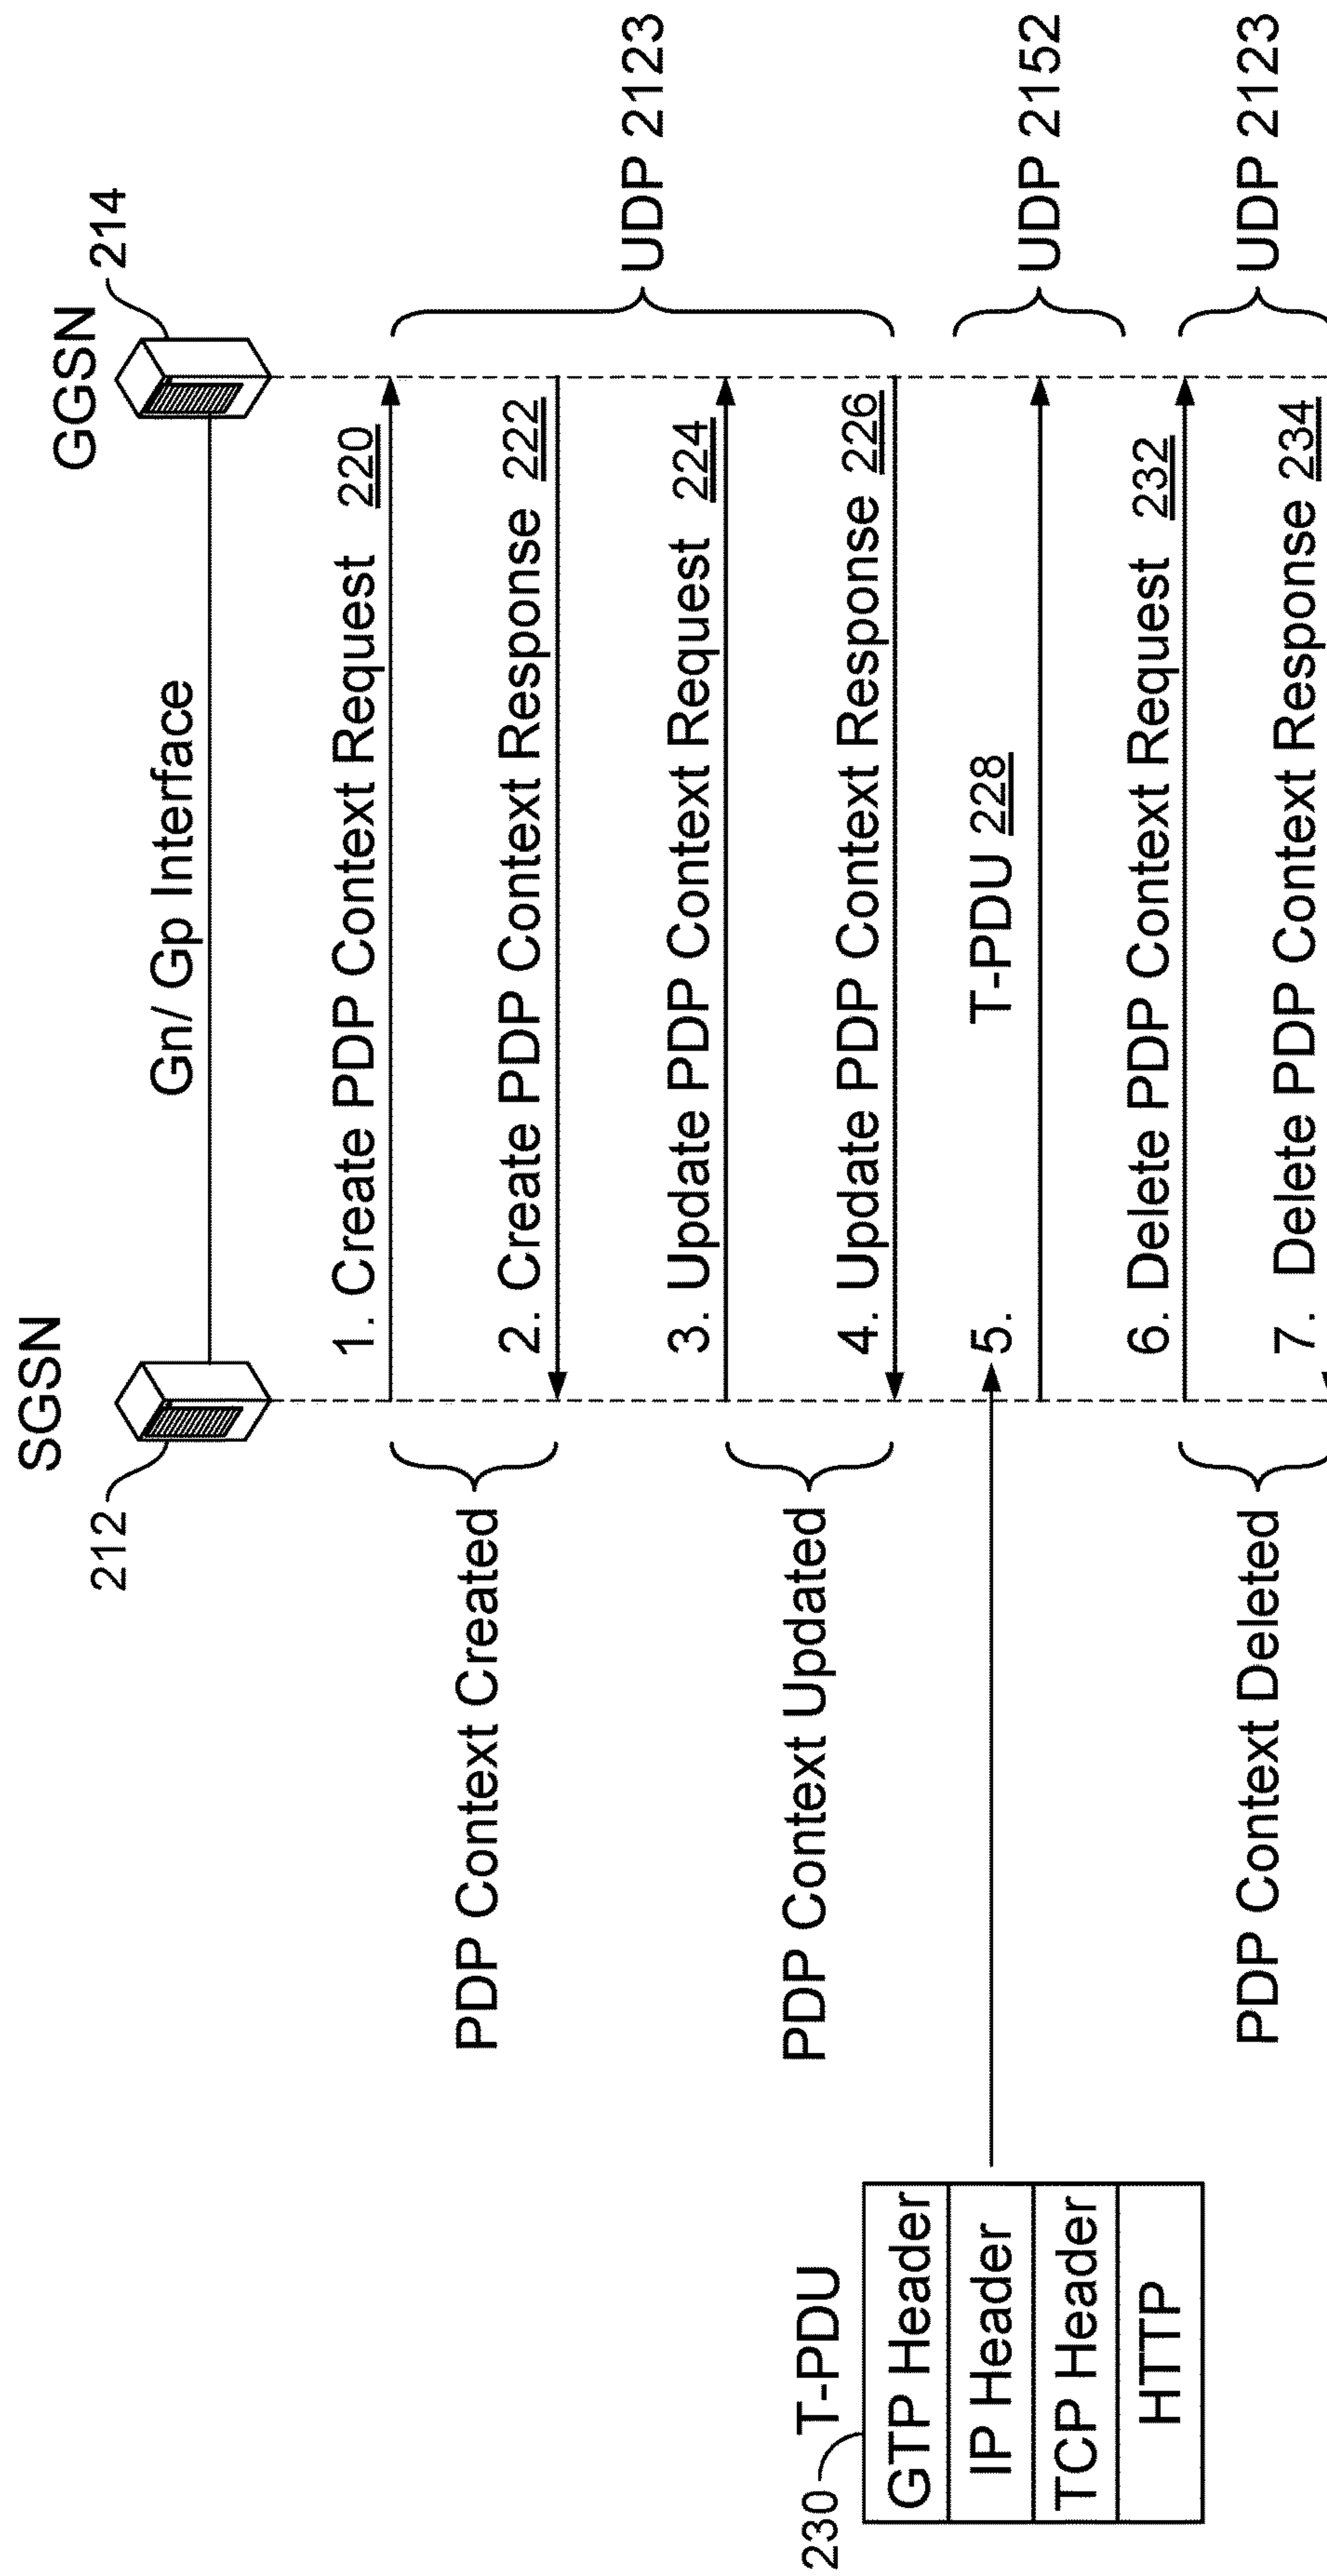 SGSN
GGSN
212
214
Gn/ Gp Interface
1. Create PDP Context Request 220
2. Create PDP Context Response 222
PDP Context Created
3. Update PDP Context Request 224
UDP 2123
4. Update PDP Context Response 226
PDP Context Updated
T-PDU
230
GTP Header
IP Header
TCP Header
HTTP
5.
T-PDU 228
UDP 2152
6. Delete PDP Context Request 232
PDP Context Deleted
UDP 2123
7. Delete PDP Context Response 234